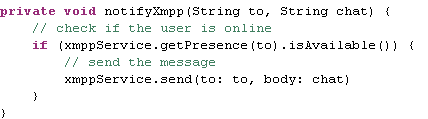 private void notifyXmpp(String to, String chat) {
    // check if the user is online
    if (xmppService.getPresence(to).isAvailable()) {
        // send the message
        xmppService.send(to: to, body: chat)
    }
}